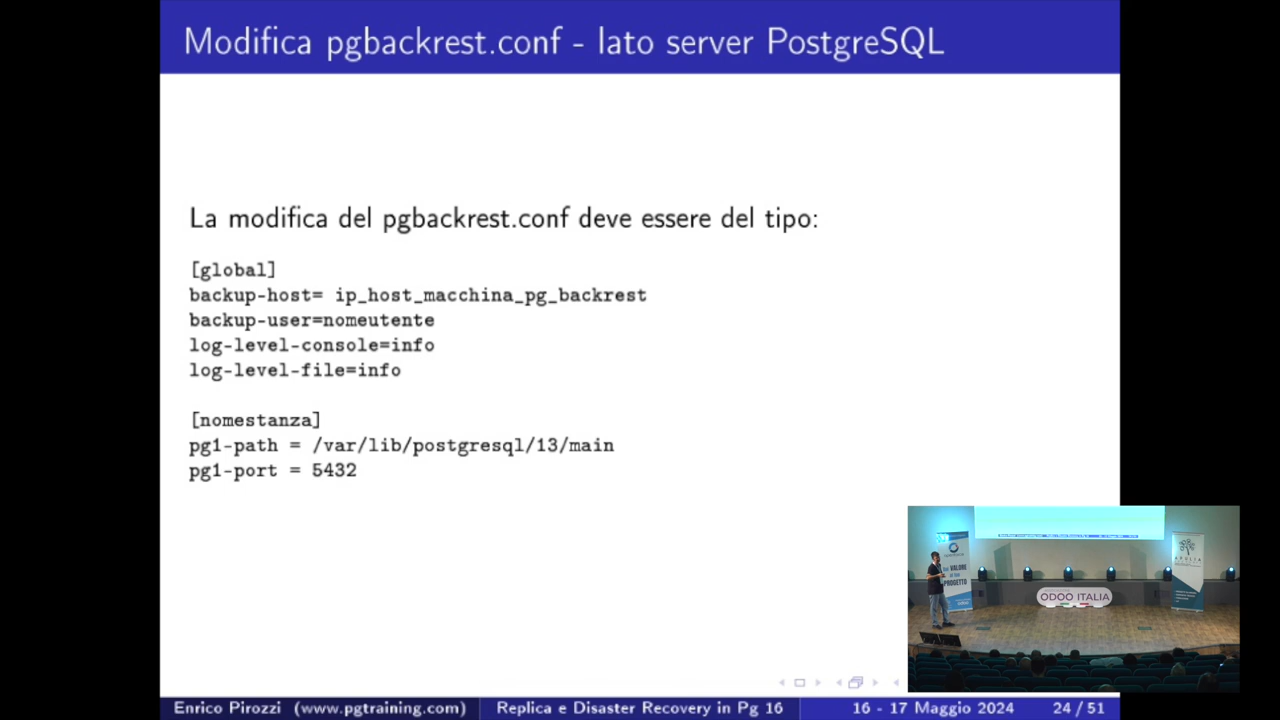 Modifica pgbackrest.conf - lato server PostgreSQL
La modifica del pgbackrest.conf deve essere del tipo:
[global]
backup-host= ip_host_macchina_pg_backrest
backup-user=nomeutente
log-level-console=info
log-level-file=info
[nomestanza]
pg1-path = /var/lib/postgresql/13/main
pg1-port = 5432
VALORE
PROGETTO
ODOO ITALIA
Enrico Pirozzi (www.pgtraining.com) Replica e Disaster Recovery in Pg 16 16 - 17 Maggio 2024 24 / 51